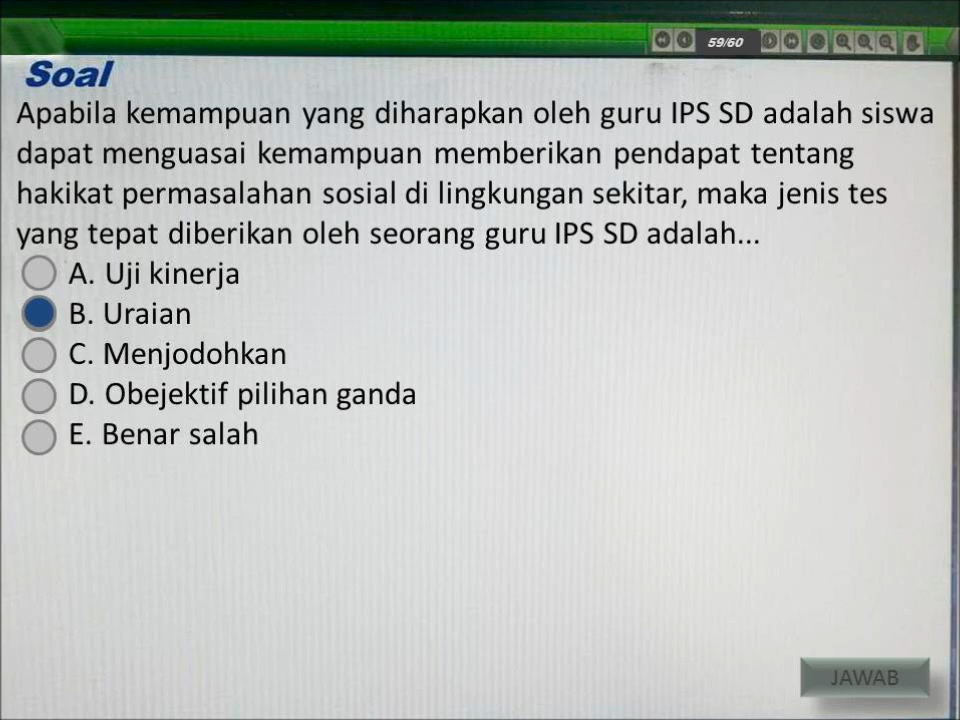 59/60
Soal
Apabila kemampuan yang diharapkan oleh guru IPS SD adalah siswa
dapat menguasai kemampuan memberikan pendapat tentang
hakikat permasalahan sosial di lingkungan sekitar, maka jenis tes
yang tepat diberikan oleh seorang guru IPS SD adalah...
A. Uji kinerja
B. Uraian
C. Menjodohkan
D. Obejektif pilihan ganda
E. Benar salah
JAWAB